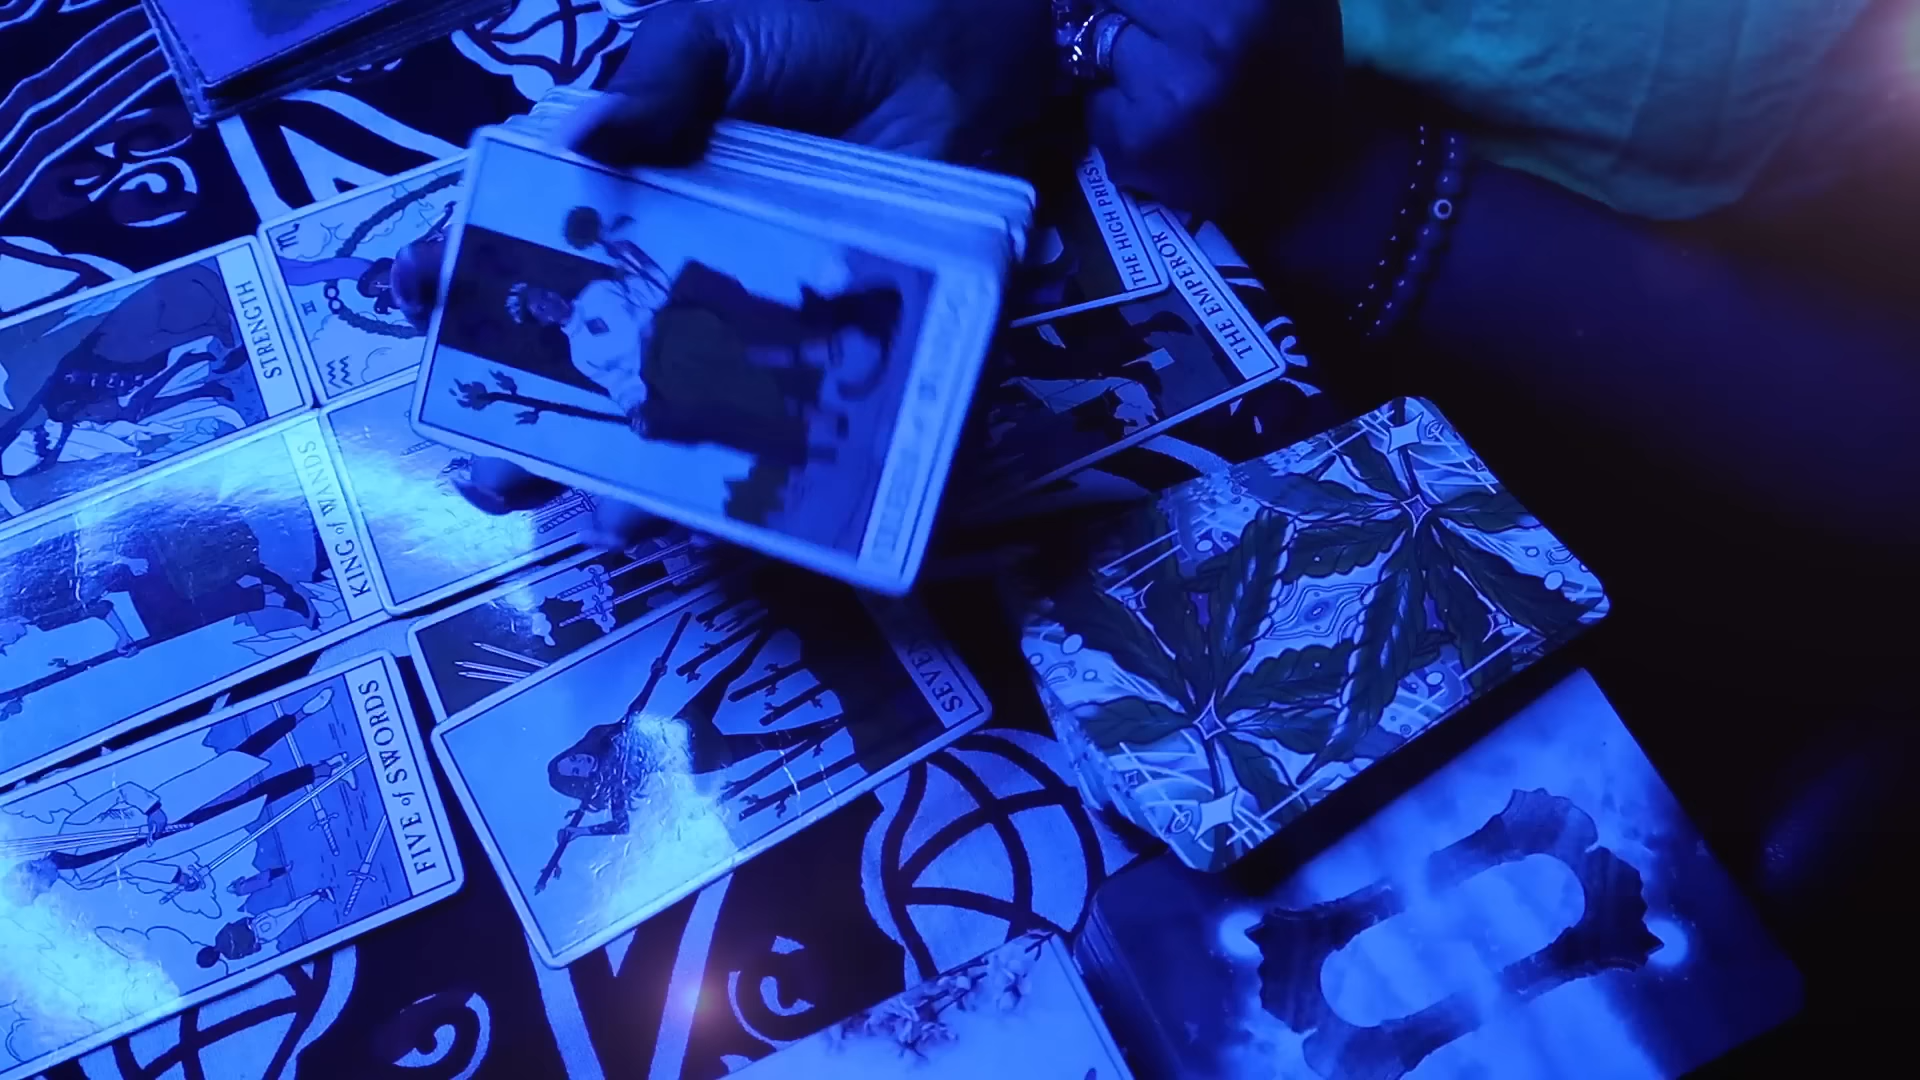 STRENGTH
THE HIGH PRIEST
THE EMPEROR
KING of WANDS
SEVEN
FIVE of SWORDS